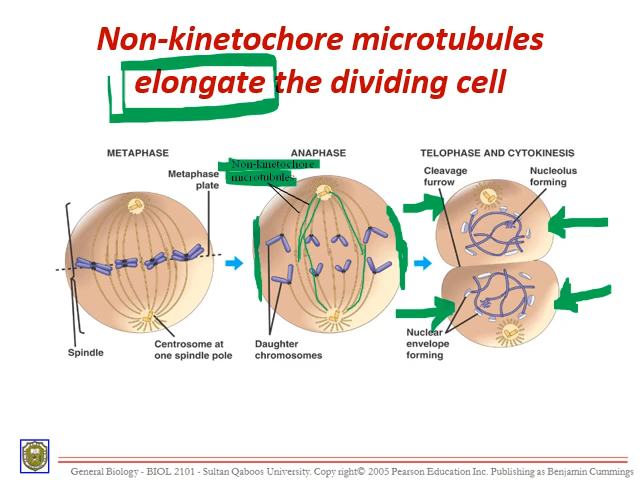 Non-kinetochore microtubules
elongate the dividing cell
METAPHASE
ANAPHASE
TELOPHASE AND CYTOKINESIS
Metaphase
plate
Non-kinetochore
microtubules
Cleavage
furrow
Nucleolus
forming
Spindle
Centrosome at
one spindle pole
Daughter
chromosomes
Nuclear
envelope
forming
General Biology - BIOL 2101 - Sultan Qaboos University. Copy right© 2005 Pearson Education Inc. Publishing as Benjamin Cummings